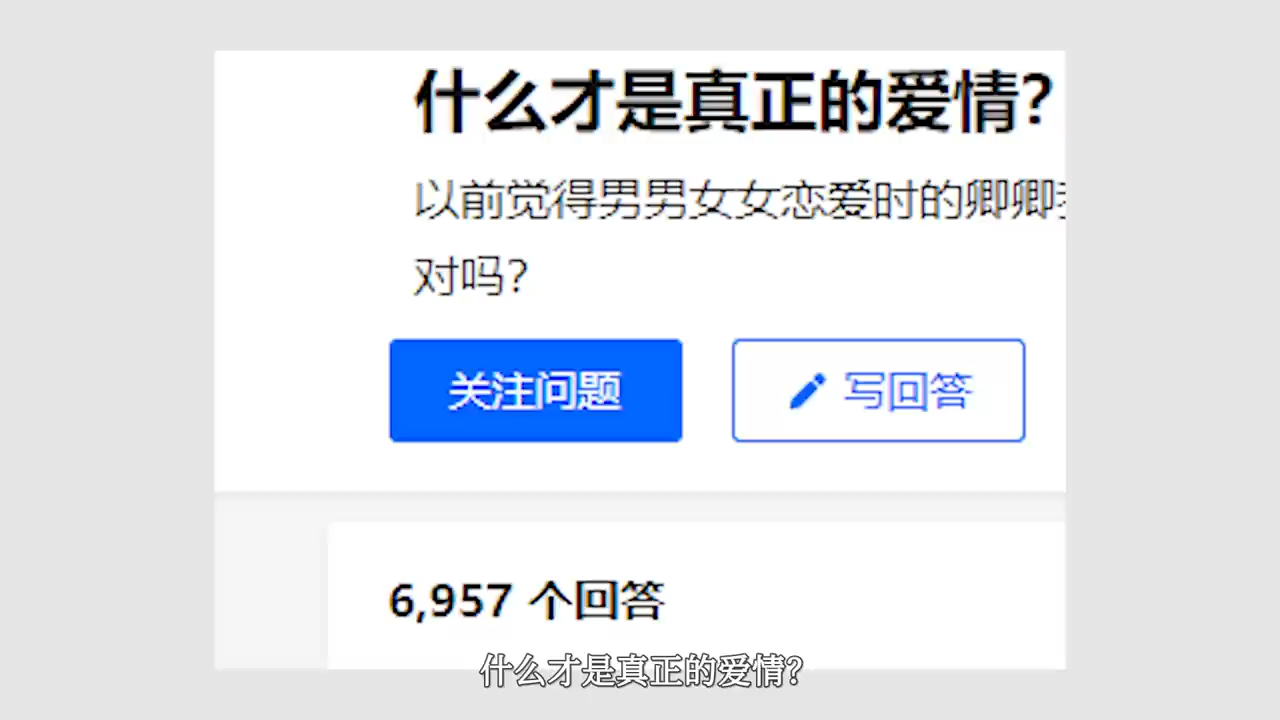 什么才是真正的爱情?
以前觉得男男女女恋爱时的卿卿
对吗?
关注问题
写回答
6,957 个回答
什么才是真正的爱情?